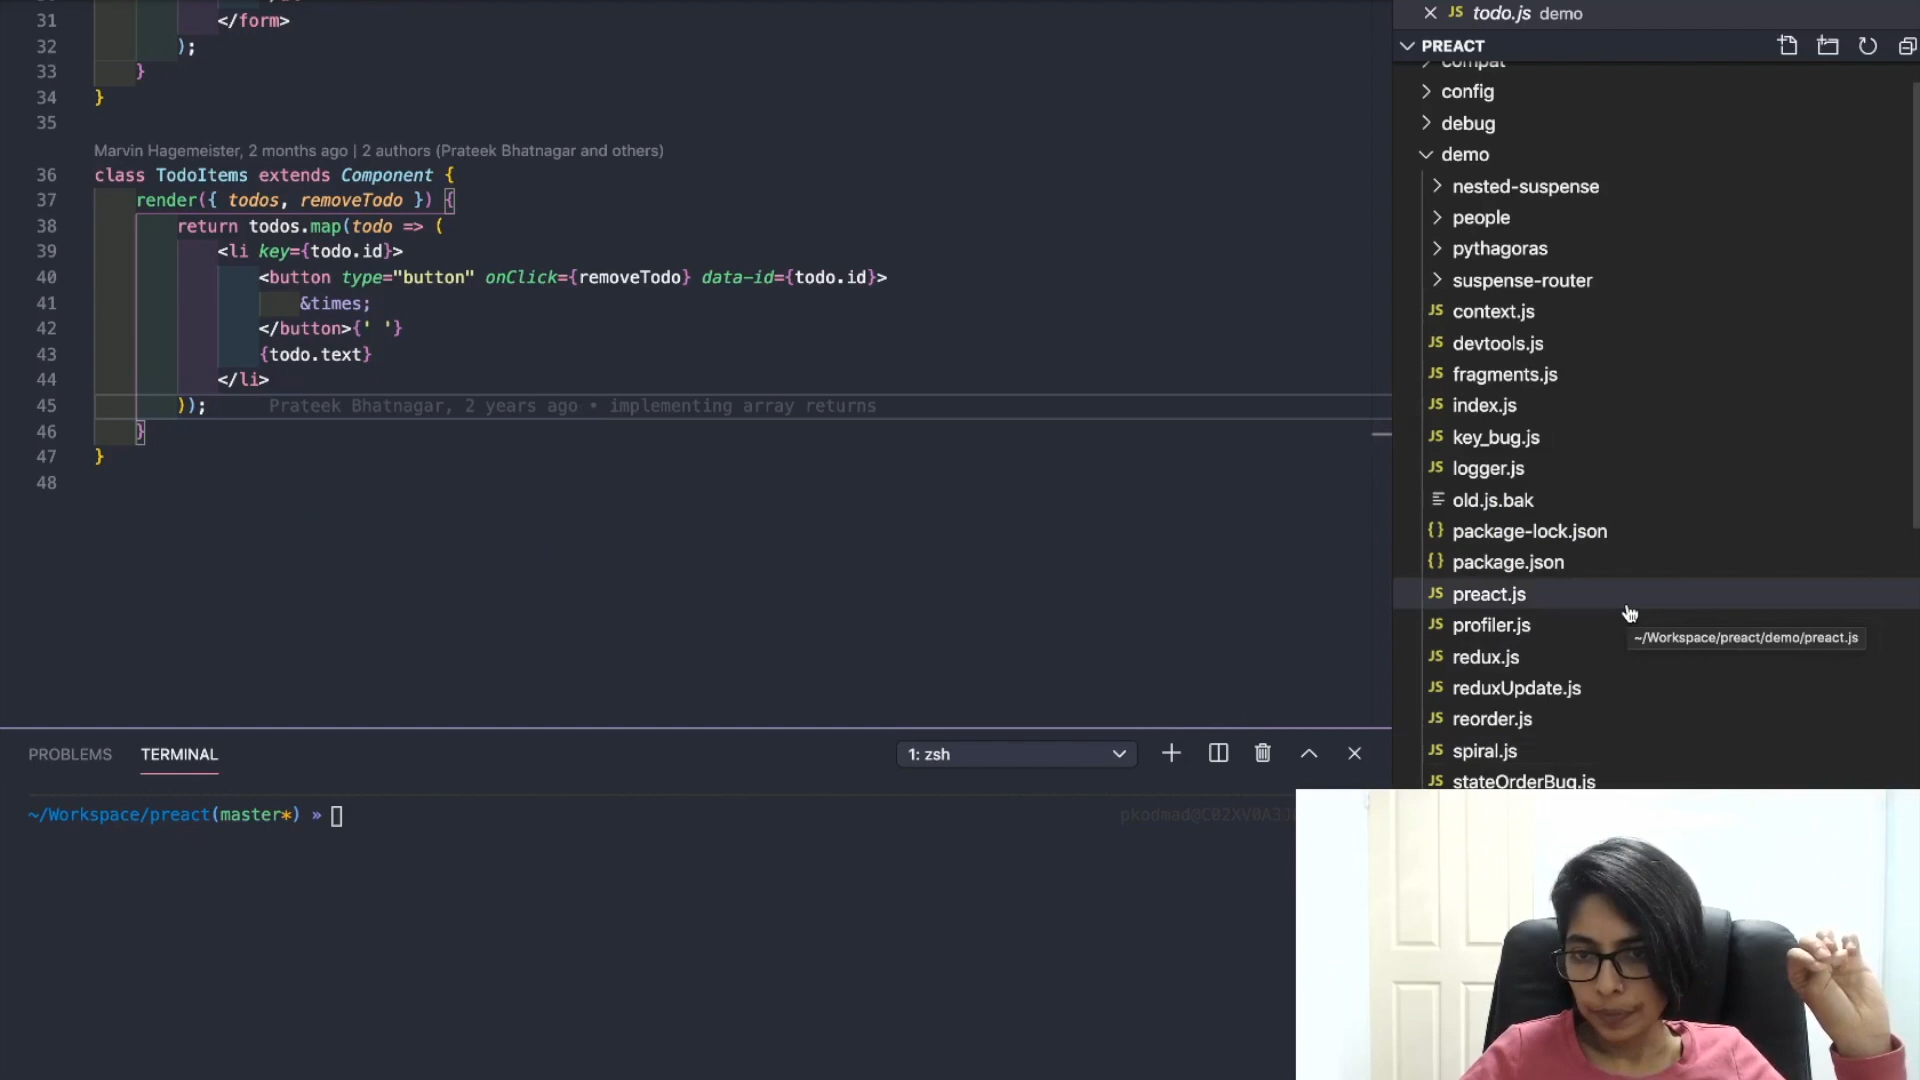 31 </form>
32 );
33 }
34 }
35
Marvin Hagemeister, 2 months ago | 2 authors (Prateek Bhatnagar and others)
36 class TodoItems extends Component {
37 render({ todos, removeTodo }) {
38 return todos.map(todo => (
39 <li key={todo.id}>
40 <button type="button" onClick={removeTodo} data-id={todo.id}>
41 &times;
42 </button>{' '}
43 {todo.text}
44 </li>
45 )); Prateek Bhatnagar, 2 years ago • implementing array returns
46 }
47 }
48
PROBLEMS TERMINAL
1: zsh
~/Workspace/preact(master*) »
JS todo.js demo
PREACT
compat
config
debug
demo
nested-suspense
people
pythagoras
suspense-router
JS context.js
JS devtools.js
JS fragments.js
JS index.js
JS key_bug.js
JS logger.js
old.js.bak
{} package-lock.json
{} package.json
JS preact.js
JS profiler.js
~/Workspace/preact/demo/preact.js
JS redux.js
JS reduxUpdate.js
JS reorder.js
JS spiral.js
JS stateOrderBug.js